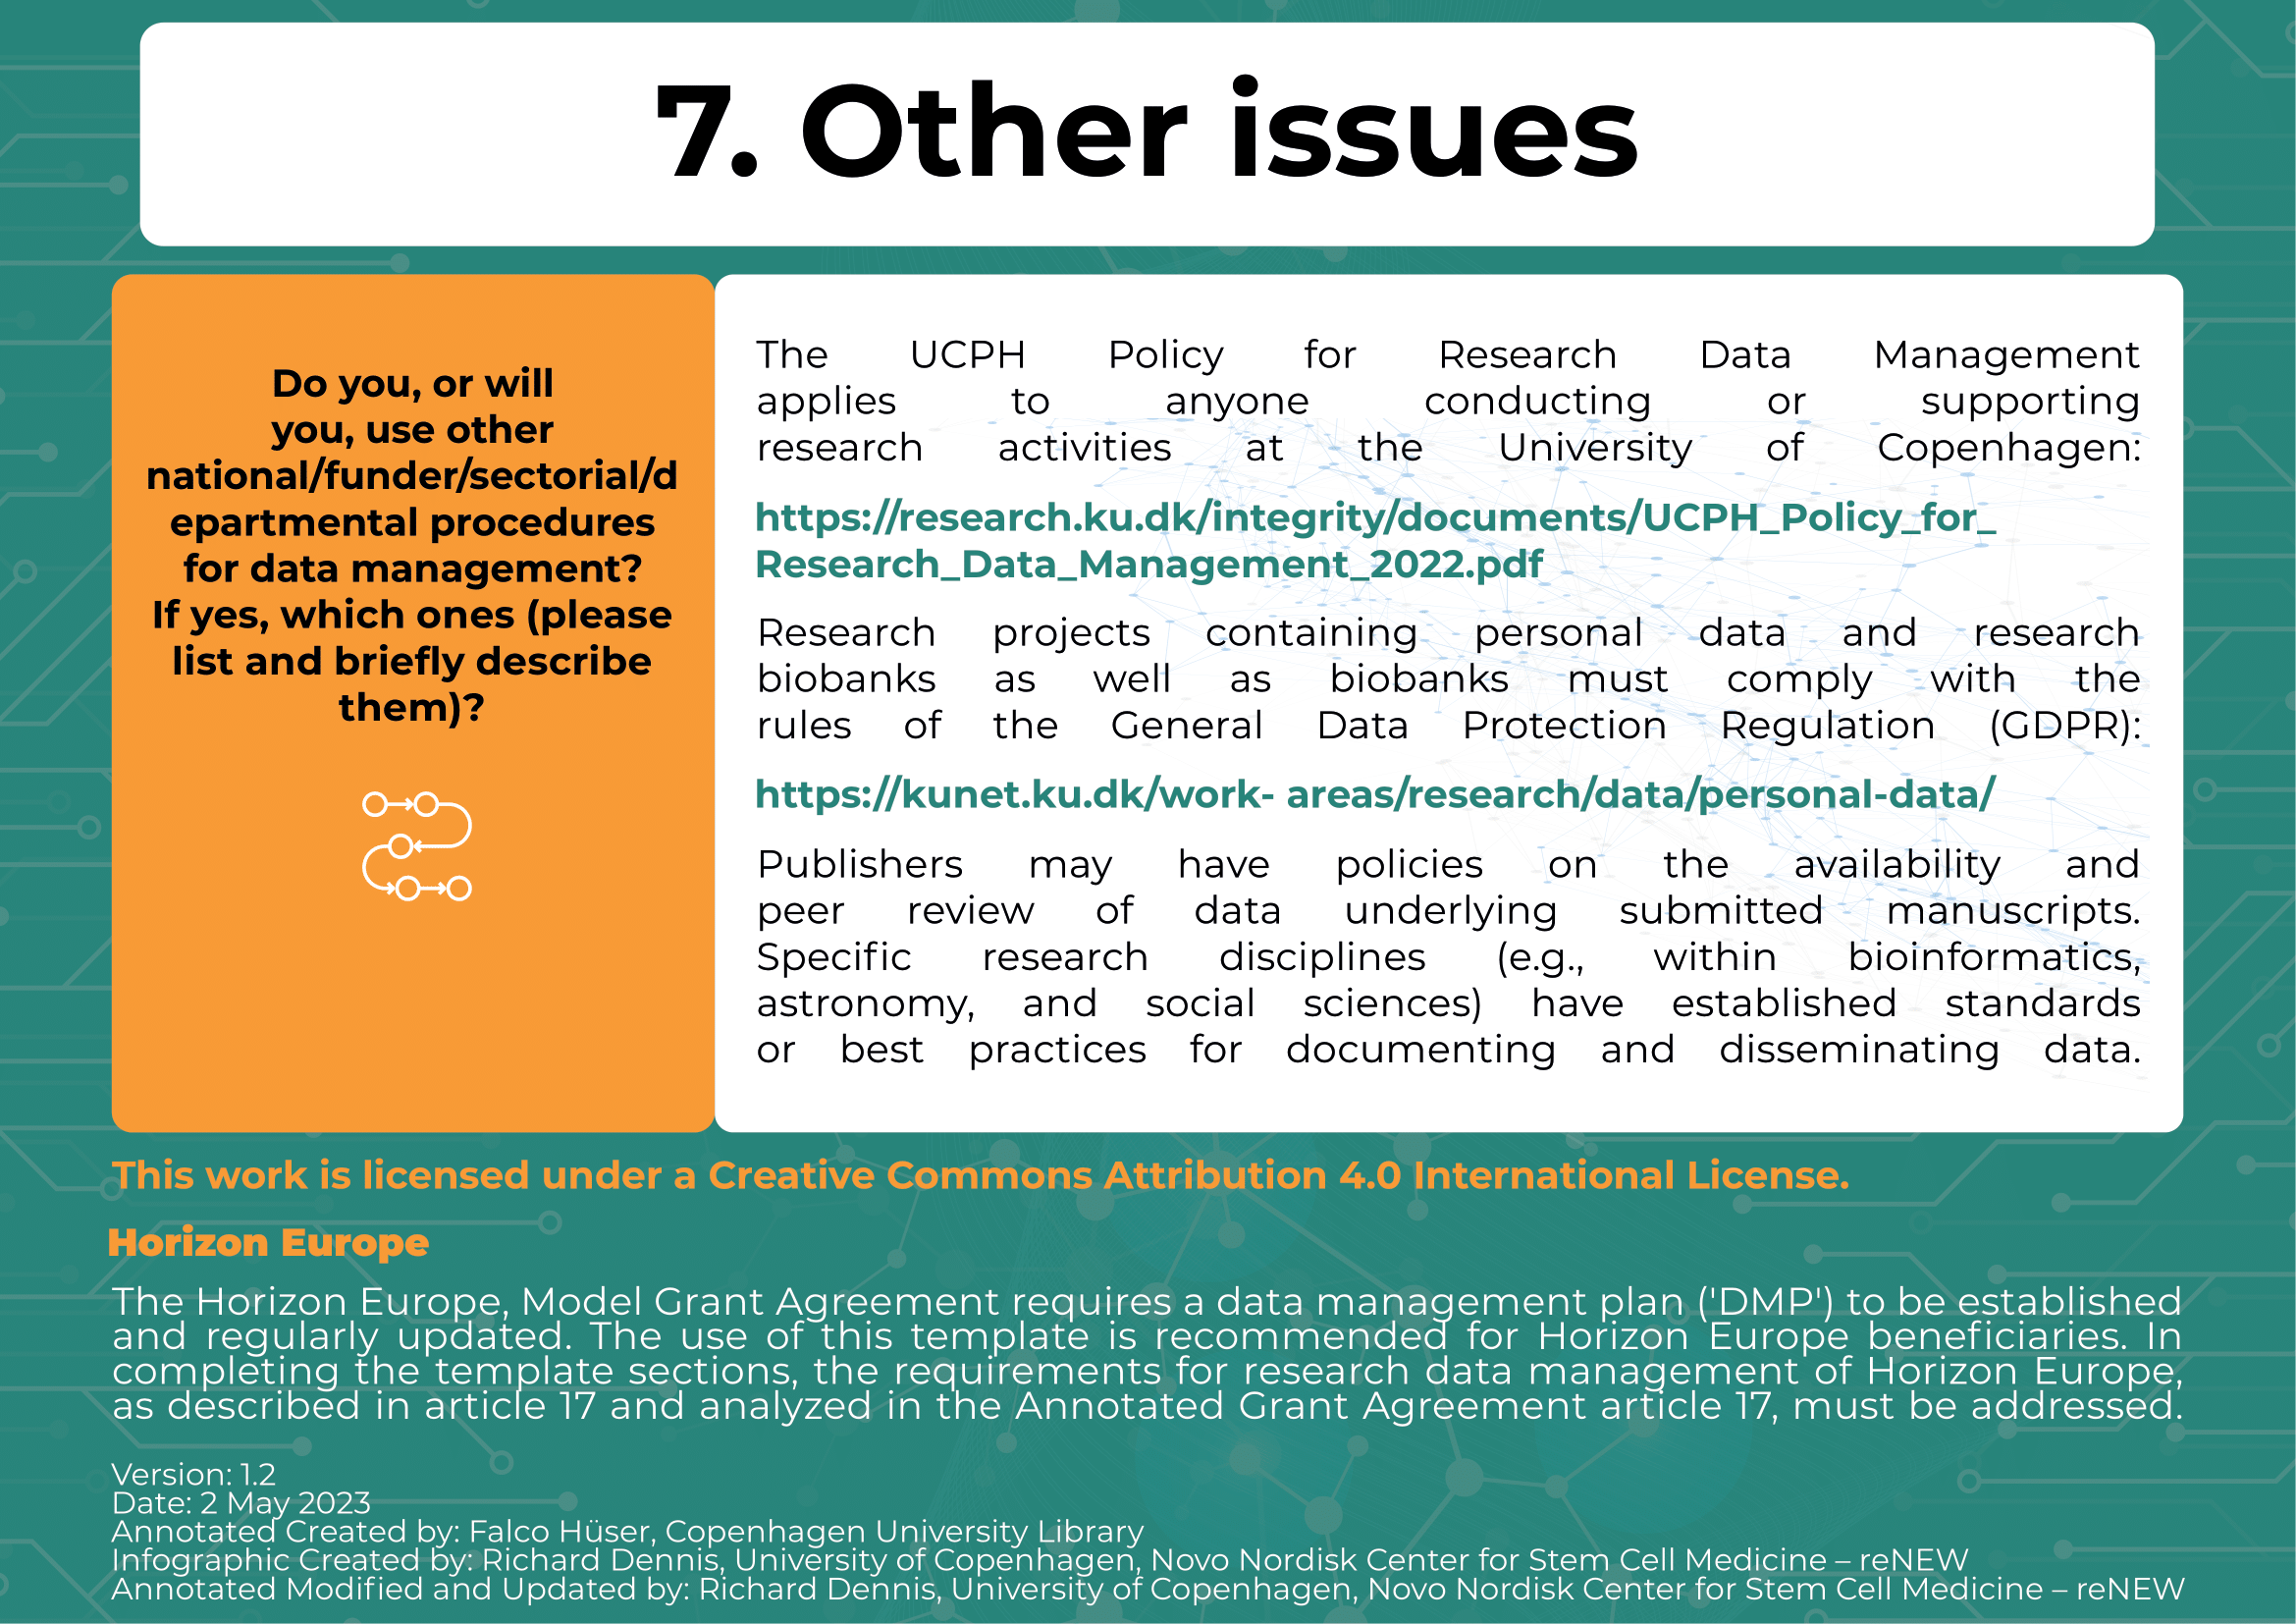 7. Other issues
Do you, or will
you, use other
national/funder/sectorial/d
epartmental procedures
for data management?
If yes, which ones (please
list and briefly describe
them)?
The UCPH Policy for Research Data Management
applies to anyone conducting or supporting
research activities at the University of Copenhagen:
https://research.ku.dk/integrity/documents/UCPH_Policy_for_
Research_Data_Management_2022.pdf
Research projects containing personal data and research
biobanks as well as biobanks must comply with the
rules of the General Data Protection Regulation (GDPR):
https://kunet.ku.dk/work- areas/research/data/personal-data/
Publishers may have policies on the availability and
peer review of data underlying submitted manuscripts.
Specific research disciplines (e.g., within bioinformatics,
astronomy, and social sciences) have established standards
or best practices for documenting and disseminating data.
This work is licensed under a Creative Commons Attribution 4.0 International License.
Horizon Europe
The Horizon Europe, Model Grant Agreement requires a data management plan ('DMP') to be established
and regularly updated. The use of this template is recommended for Horizon Europe beneficiaries. In
completing the template sections, the requirements for research data management of Horizon Europe,
as described in article 17 and analyzed in the Annotated Grant Agreement article 17, must be addressed.
Version: 1.2
Date: 2 May 2023
Annotated Created by: Falco Hüser, Copenhagen University Library
Infographic Created by: Richard Dennis, University of Copenhagen, Novo Nordisk Center for Stem Cell Medicine – reNEW
Annotated Modified and Updated by: Richard Dennis, University of Copenhagen, Novo Nordisk Center for Stem Cell Medicine – reNEW